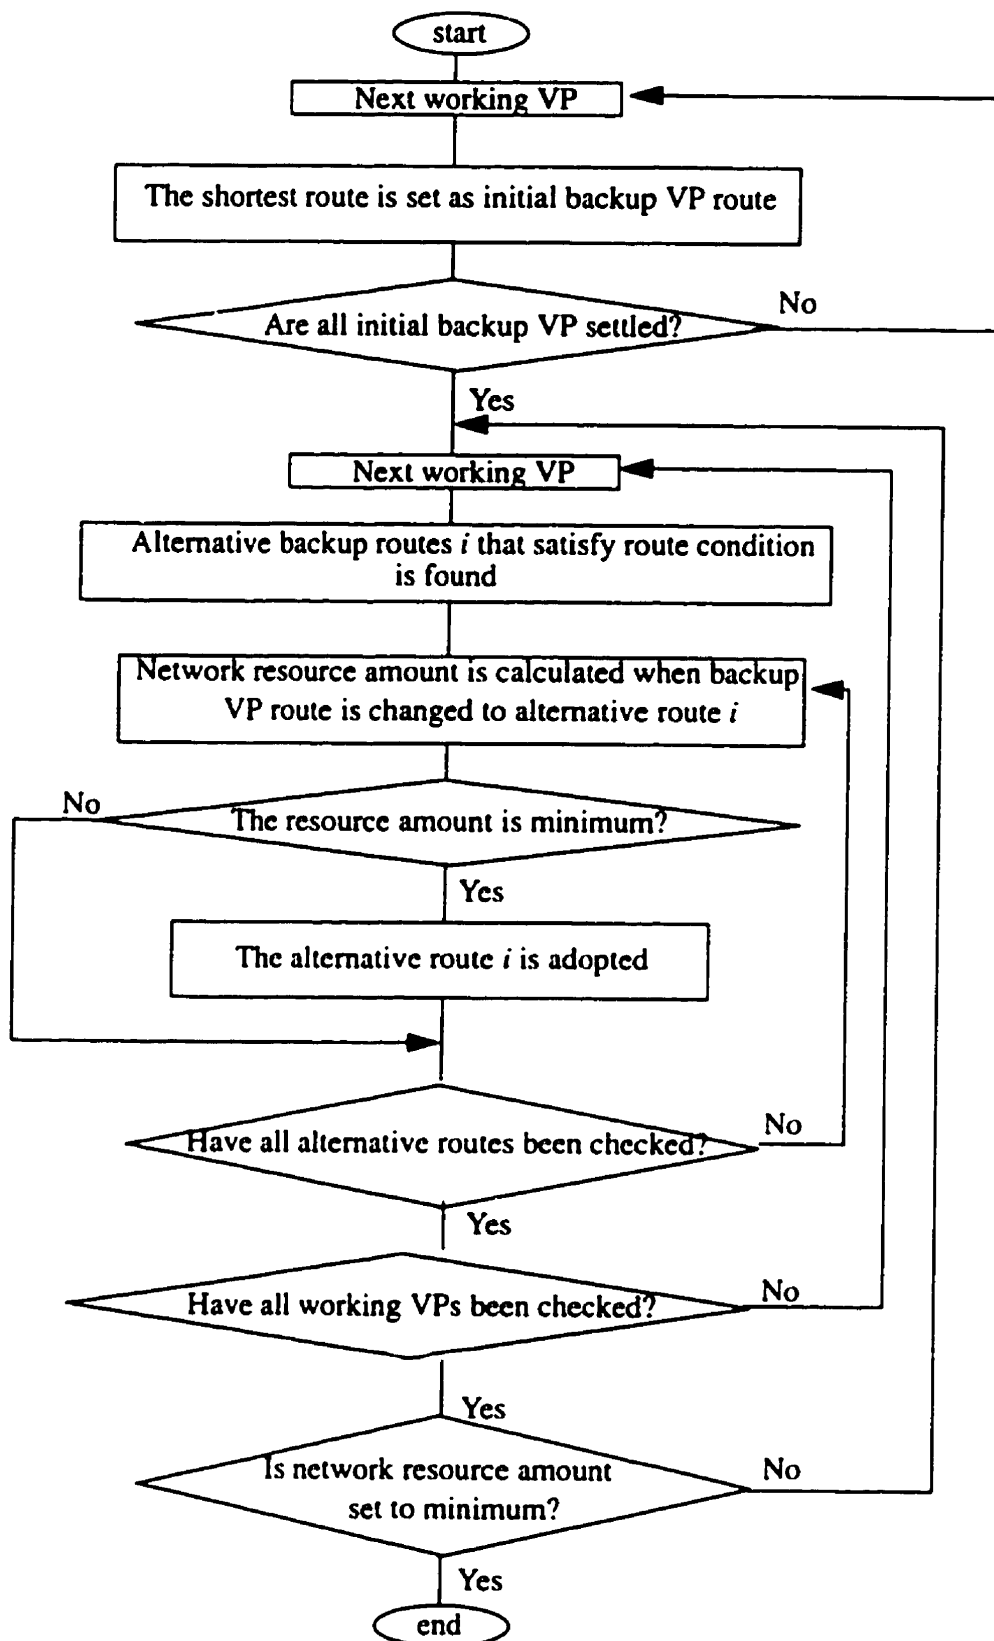 start
Next working VP
The shortest route is set as initial backup VP route
No
Are all initial backup VP settled?
Yes
Next working VP
Alternative backup routes i that satisfy route condition
is found
Network resource amount is calculated when backup
VP route is changed to alternative route i
No
The resource amount is minimum?
Yes
The alternative route i is adopted
No
Have all alternative routes been checked?
Yes
No
Have all working VPs been checked?
Yes
No
Is network resource amount
set to minimum?
Yes
end